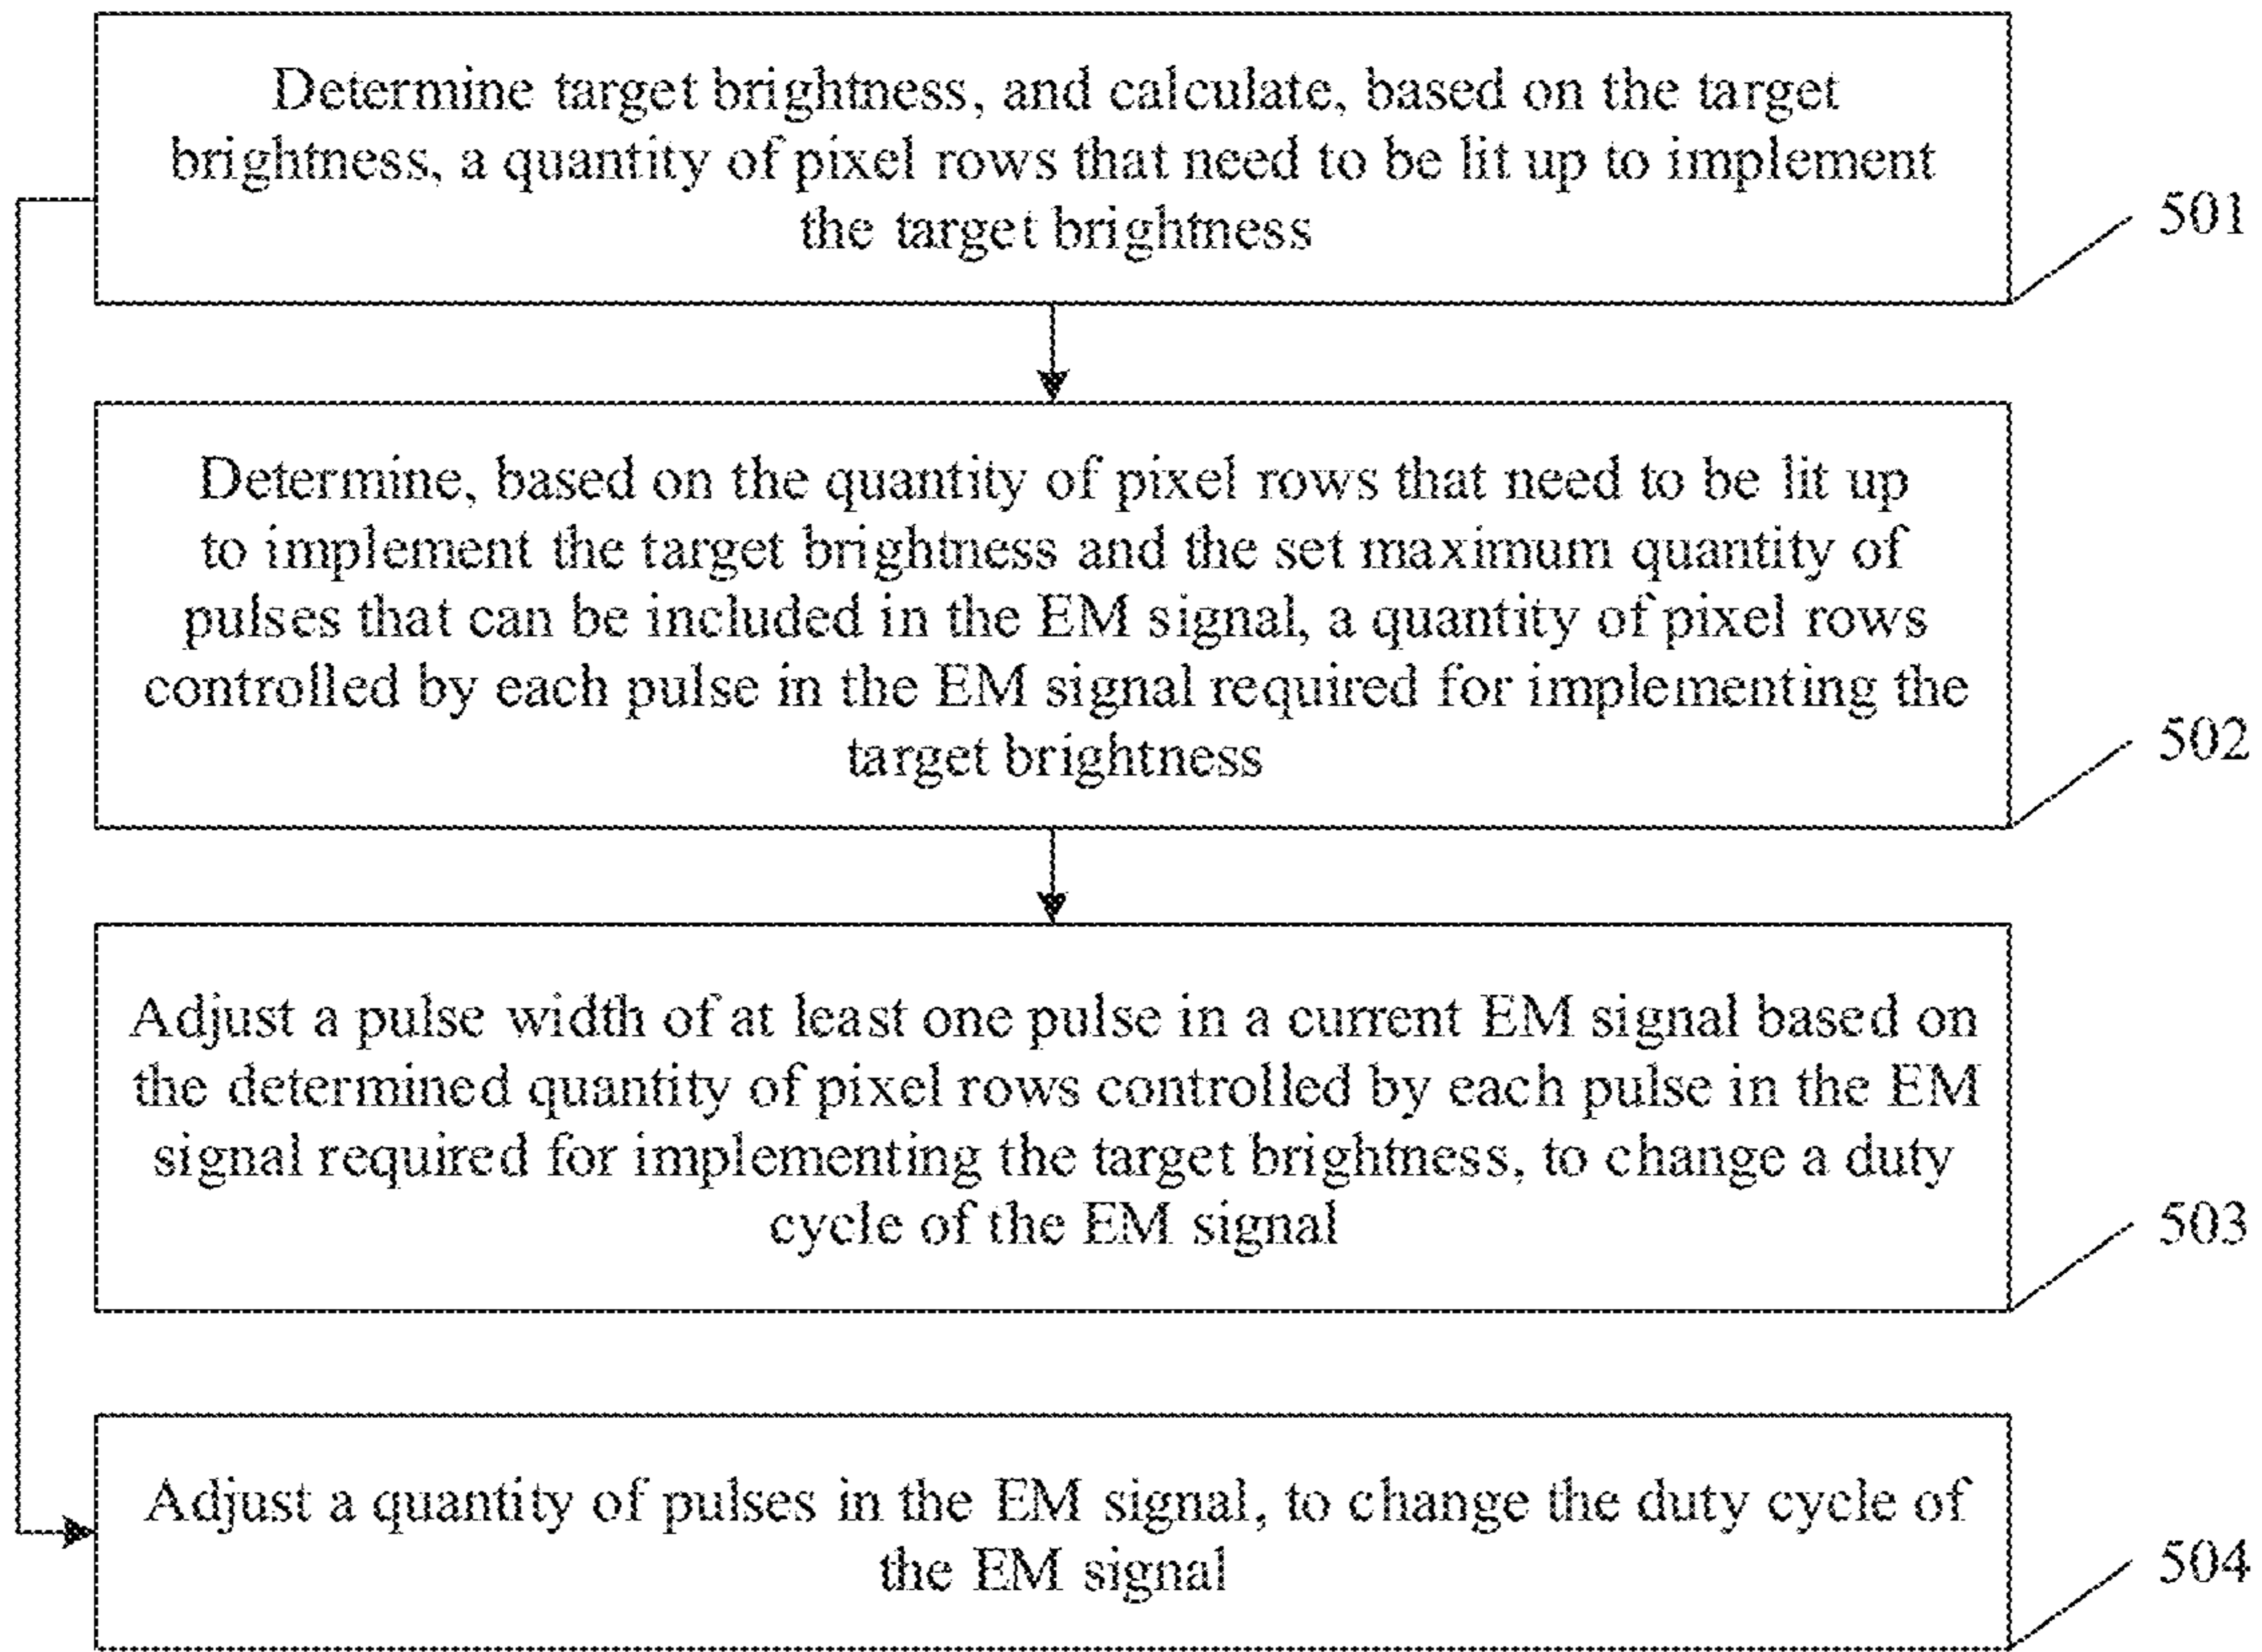 Determine target brightness, and calculate, based on the target
brightness, a quantity of pixel rows that need to be lit up to implement
the target brightness
501
Determine, based on the quantity of pixel rows that need to be lit up
to implement the target brightness and the set maximum quantity of
pulses that can be included in the EM signal, a quantity of pixel rows
controlled by each pulse in the EM signal required for implementing the
target brightness
502
Adjust a pulse width of at least one pulse in a current EM signal based on
the determined quantity of pixel rows controlled by each pulse in the EM
signal required for implementing the target brightness, to change a duty
cycle of the EM signal
503
Adjust a quantity of pulses in the EM signal, to change the duty cycle of
the EM signal
504